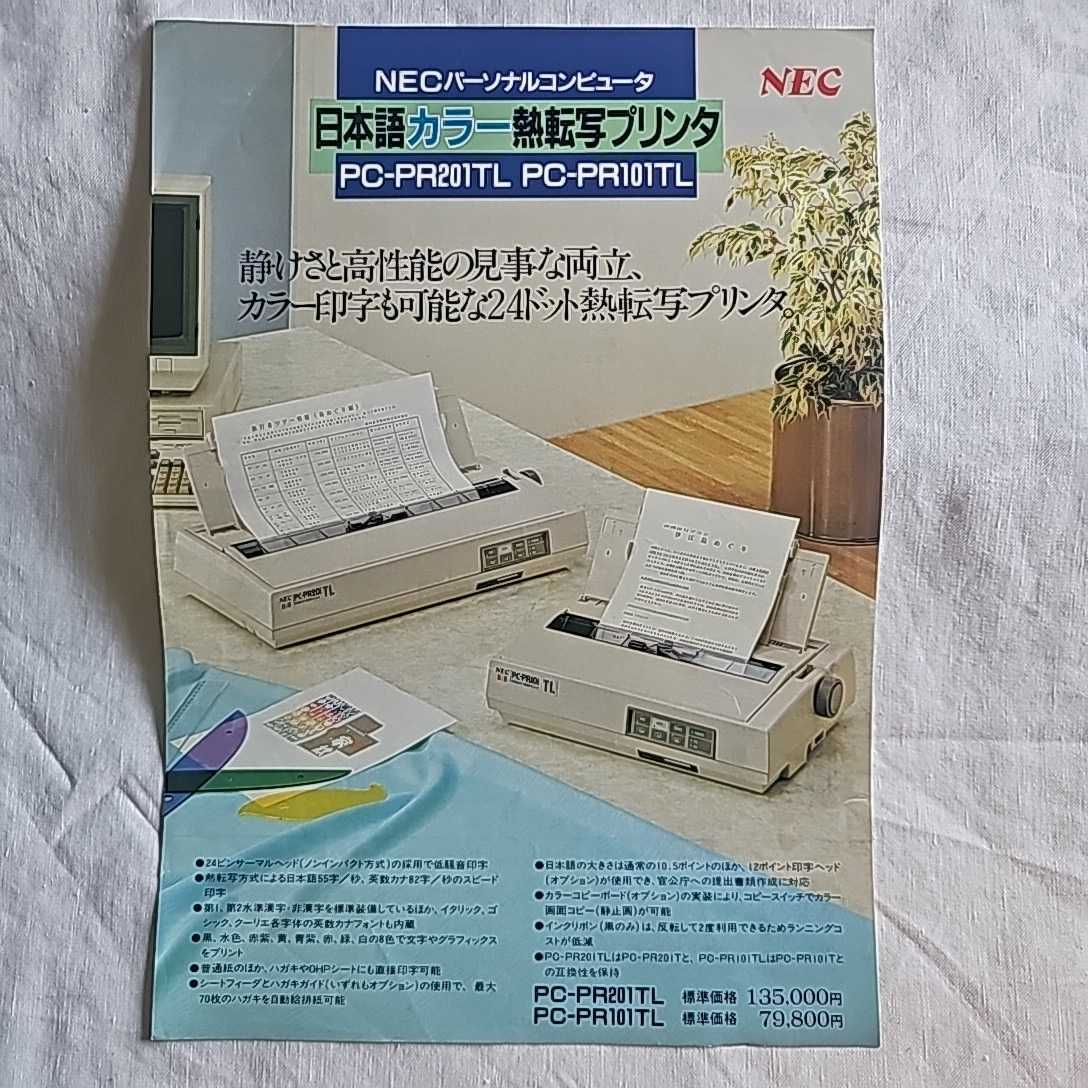 NECパーソナルコンピュータ
NEC
日本語カラー熱転写プリンタ
PC-PR201TL PC-PR101TL
静けさと高性能の見事な両立、
カラー印字も可能な24ドット熱転写プリンタ。
NEC PC-PR201 TL
NEC PC-PR101 TL
伊江島めぐり
●24ピンサーマルヘッド(ノンインパクト方式)の採用で低騒音印字
●熱転写方式による日本語55字/秒、英数カナ82字/秒のスピード
印字
●第1、第2水準漢字・非漢字を標準装備しているほか、イタリック、ゴ
シック、クーリエ各字体の英数カナフォントも内蔵
●黒、水色、赤紫、黄、青紫、赤、緑、白の8色で文字やグラフィックス
をプリント
●普通紙のほか、ハガキやOHPシートにも直接印字可能
●シートフィーダとハガキガイド(いずれもオプション)の使用で、最大
70枚のハガキを自動給排紙可能
●日本語の大きさは通常の10.5ポイントのほか、12ポイント印字ヘッド
(オプション)が使用でき、官公庁への提出書類作成に対応
●カラーコピーボード(オプション)の実装により、コピースイッチでカラー
画面コピー(静止画)が可能
●インクリボン(黒のみ)は、反転して2度利用できるためランニングコ
ストが低減
●PC-PR201TLはPC-PR201Tと、PC-PR101TLはPC-PR101Tと
の互換性を保持
PC-PR201TL 標準価格 135,000円
PC-PR101TL 標準価格 79,800円